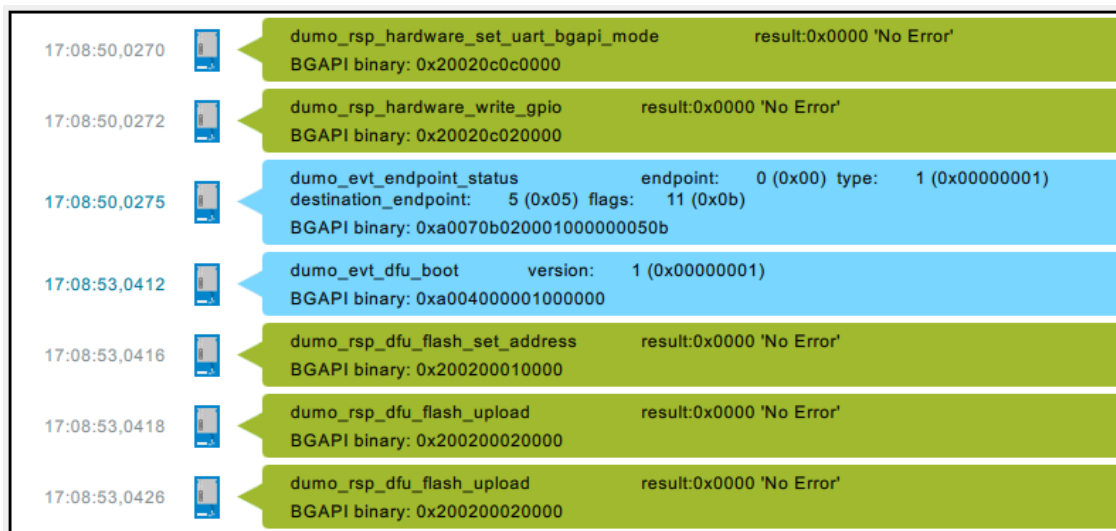 17:08:50,0270
dumo_rsp_hardware_set_uart_bgapi_mode result:0x0000 'No Error'
BGAPI binary: 0x20020c0c0000
17:08:50,0272
dumo_rsp_hardware_write_gpio result:0x0000 'No Error'
BGAPI binary: 0x20020c020000
17:08:50,0275
dumo_evt_endpoint_status endpoint: 0 (0x00) type: 1 (0x00000001)
destination_endpoint: 5 (0x05) flags: 11 (0x0b)
BGAPI binary: 0xa0070b020001000000050b
17:08:53,0412
dumo_evt_dfu_boot version: 1 (0x00000001)
BGAPI binary: 0xa004000001000000
17:08:53,0416
dumo_rsp_dfu_flash_set_address result:0x0000 'No Error'
BGAPI binary: 0x200200010000
17:08:53,0418
dumo_rsp_dfu_flash_upload result:0x0000 'No Error'
BGAPI binary: 0x200200020000
17:08:53,0426
dumo_rsp_dfu_flash_upload result:0x0000 'No Error'
BGAPI binary: 0x200200020000